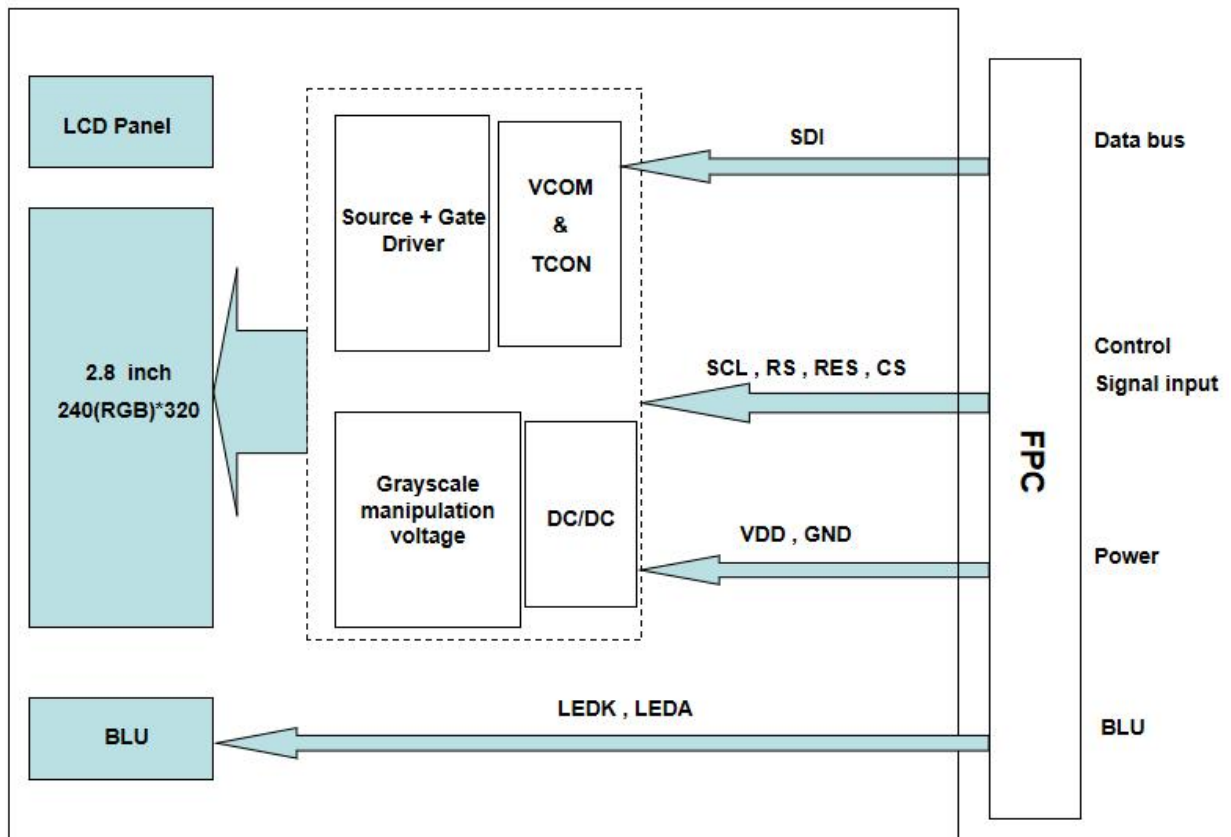 LCD Panel
2.8 inch
240(RGB)*320
BLU
Source + Gate
Driver
VCOM
&
TCON
Grayscale
manipulation
voltage
DC/DC
SDI
SCL , RS , RES , CS
VDD , GND
LEDK , LEDA
FPC
Data bus
Control
Signal input
Power
BLU